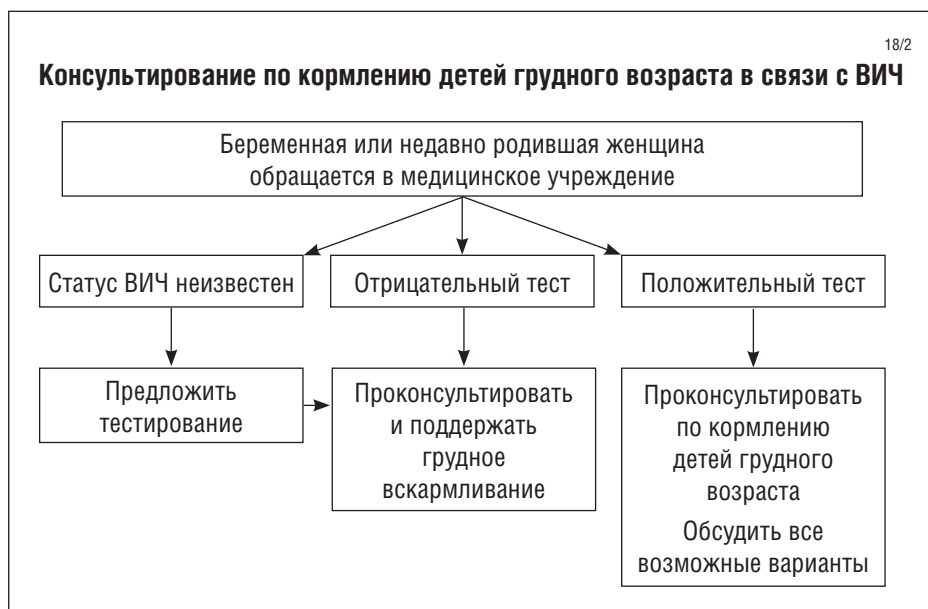 18/2
Консультирование по кормлению детей грудного возраста в связи с ВИЧ
Беременная или недавно родившая женщина
обращается в медицинское учреждение
Статус ВИЧ неизвестен
Отрицательный тест
Положительный тест
Предложить
тестирование
Проконсультировать
и поддержать
грудное
вскармливание
Проконсультировать
по кормлению
детей грудного
возраста
Обсудить все
возможные варианты